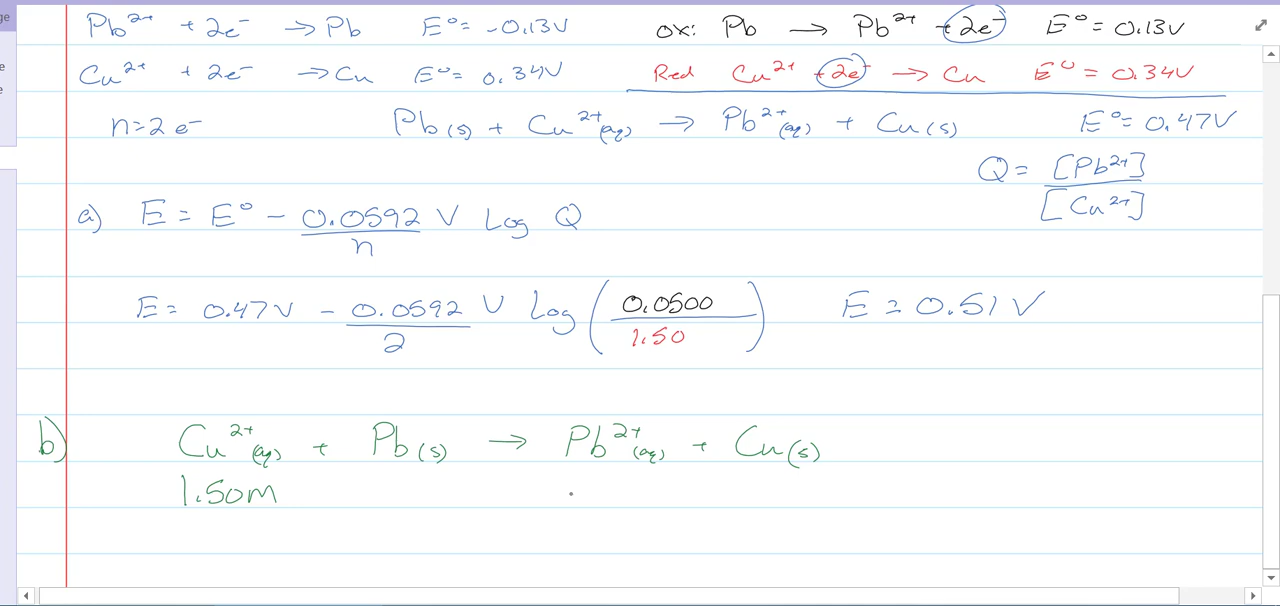 Pb²⁺ + 2e⁻ → Pb E° = -0.13V ox: Pb → Pb²⁺ + 2e⁻ E° = 0.13V
Cu²⁺ + 2e⁻ → Cu E° = 0.34V Red Cu²⁺ + 2e⁻ → Cu E° = 0.34V
n=2 e⁻ Pb(s) + Cu²⁺(aq) → Pb²⁺(aq) + Cu(s) E° = 0.47V
Q = [Pb²⁺] / [Cu²⁺]
a) E = E° - 0.0592 / n V Log Q
E = 0.47V - 0.0592 / 2 V log (0.0500 / 1.50) E = 0.51V
b) Cu²⁺(aq) + Pb(s) → Pb²⁺(aq) + Cu(s)
1.50M